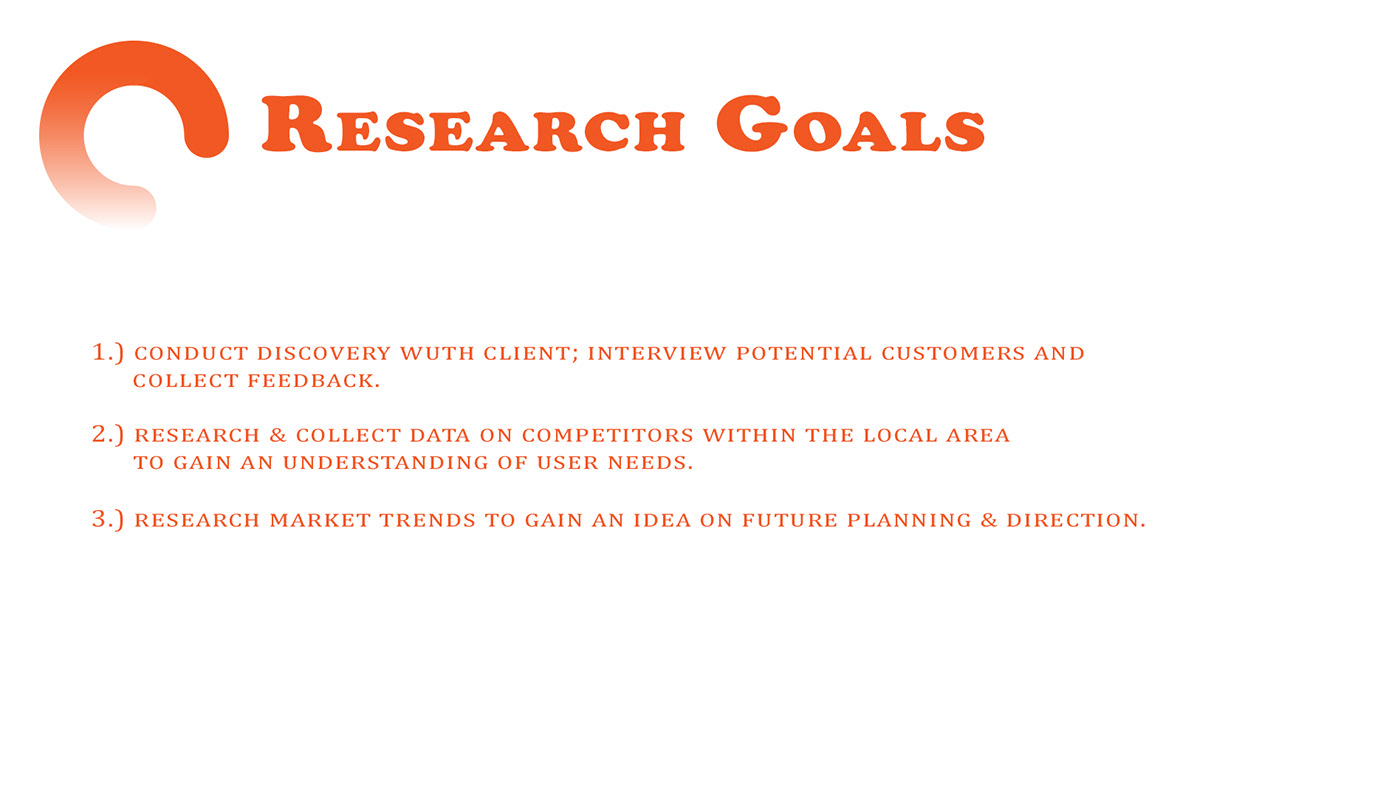 Research Goals
1.) conduct discovery wuth client; interview potential customers and
collect feedback.
2.) research & collect data on competitors within the local area
to gain an understanding of user needs.
3.) research market trends to gain an idea on future planning & direction.